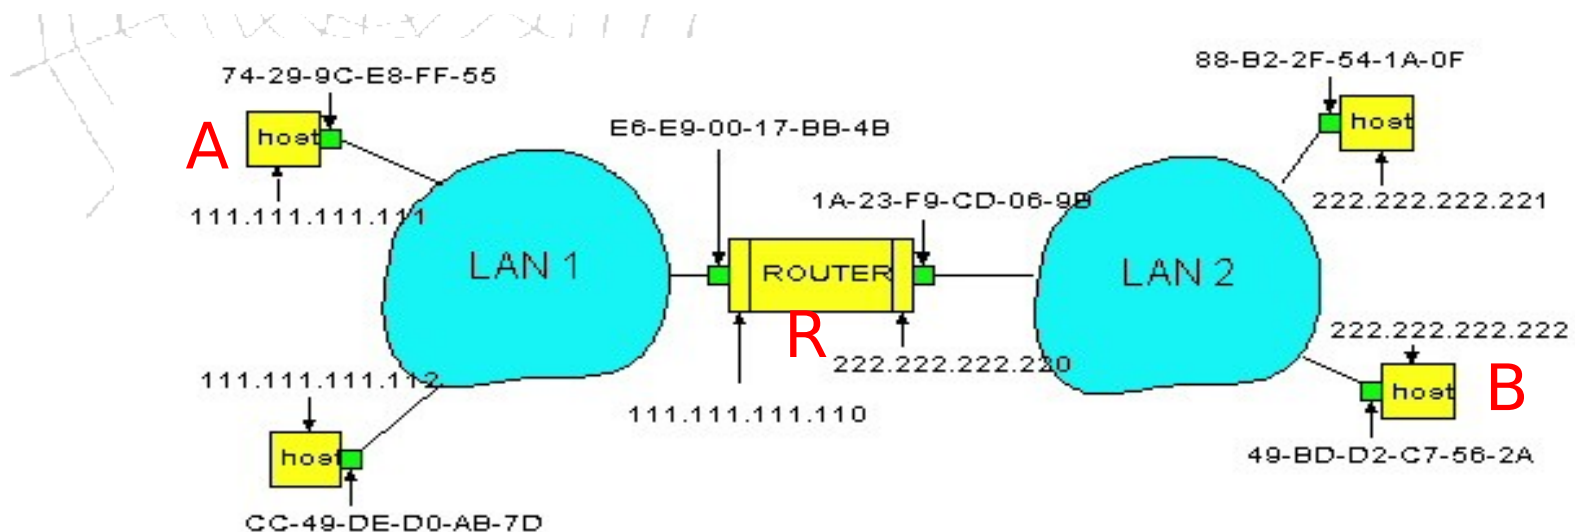 74-29-9C-E8-FF-55
88-B2-2F-54-1A-0F
A
host
E6-E9-00-17-BB-4B
host
111.111.111.111
1A-23-F9-CD-06-9B
222.222.222.221
LAN 1
ROUTER
LAN 2
R
222.222.222.220
222.222.222.222
111.111.111.112
111.111.111.110
host
B
host
49-BD-D2-C7-56-2A
CC-49-DE-D0-AB-7D